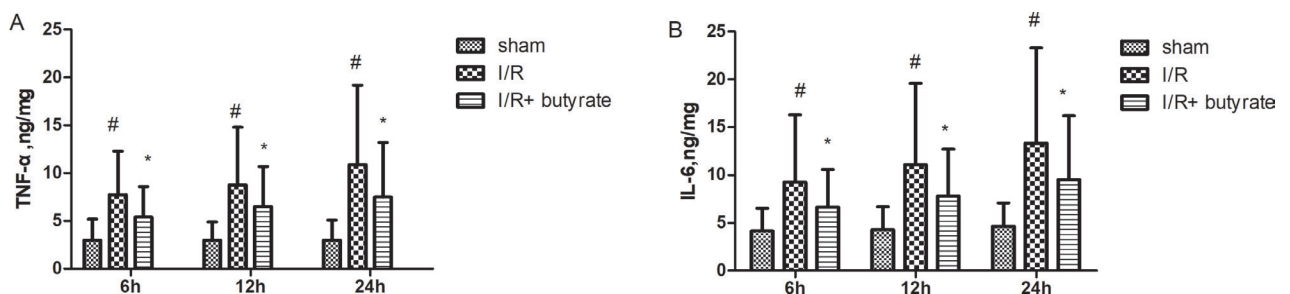 A
TNF-α ,ng/mg
25
20
15
10
5
0
#
*
#
*
#
*
6h
12h
24h
sham
I/R
I/R+ butyrate
B
IL-6,ng/mg
25
20
15
10
5
0
#
*
#
*
#
*
6h
12h
24h
sham
I/R
I/R+ butyrate